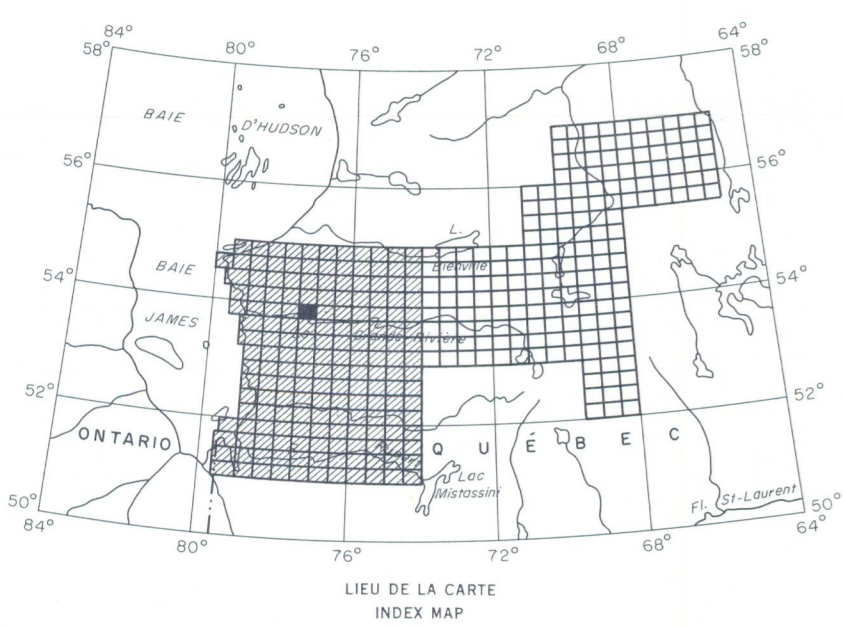 84° 80° 76° 72° 68° 64°
58° 58°
BAIE
D'HUDSON
56° 56°
L.
Bienville
BAIE
54° 54°
JAMES
La Grande Rivière
52° 52°
ONTARIO
QUÉBEC
Lac
Mistassini
Fl. St-Laurent
50° 50°
84° 80° 76° 72° 68° 64°
LIEU DE LA CARTE
INDEX MAP